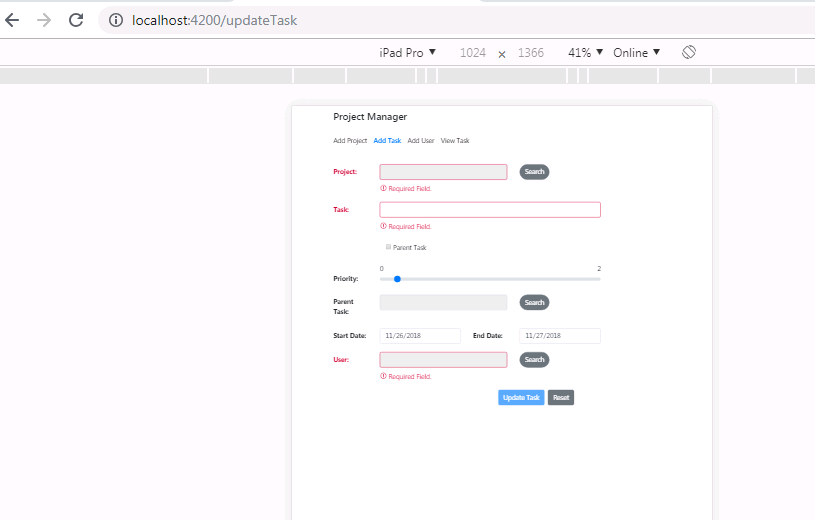 localhost:4200/updateTask
iPad Pro ▼ 1024 × 1366 41% ▼ Online ▼
Project Manager
Add Project Add Task Add User View Task
Project: Search
Required Field.
Task:
Required Field.
Parent Task
0 2
Priority:
Parent Task: Search
Start Date: 11/26/2018 End Date: 11/27/2018
User: Search
Required Field.
Update Task Reset